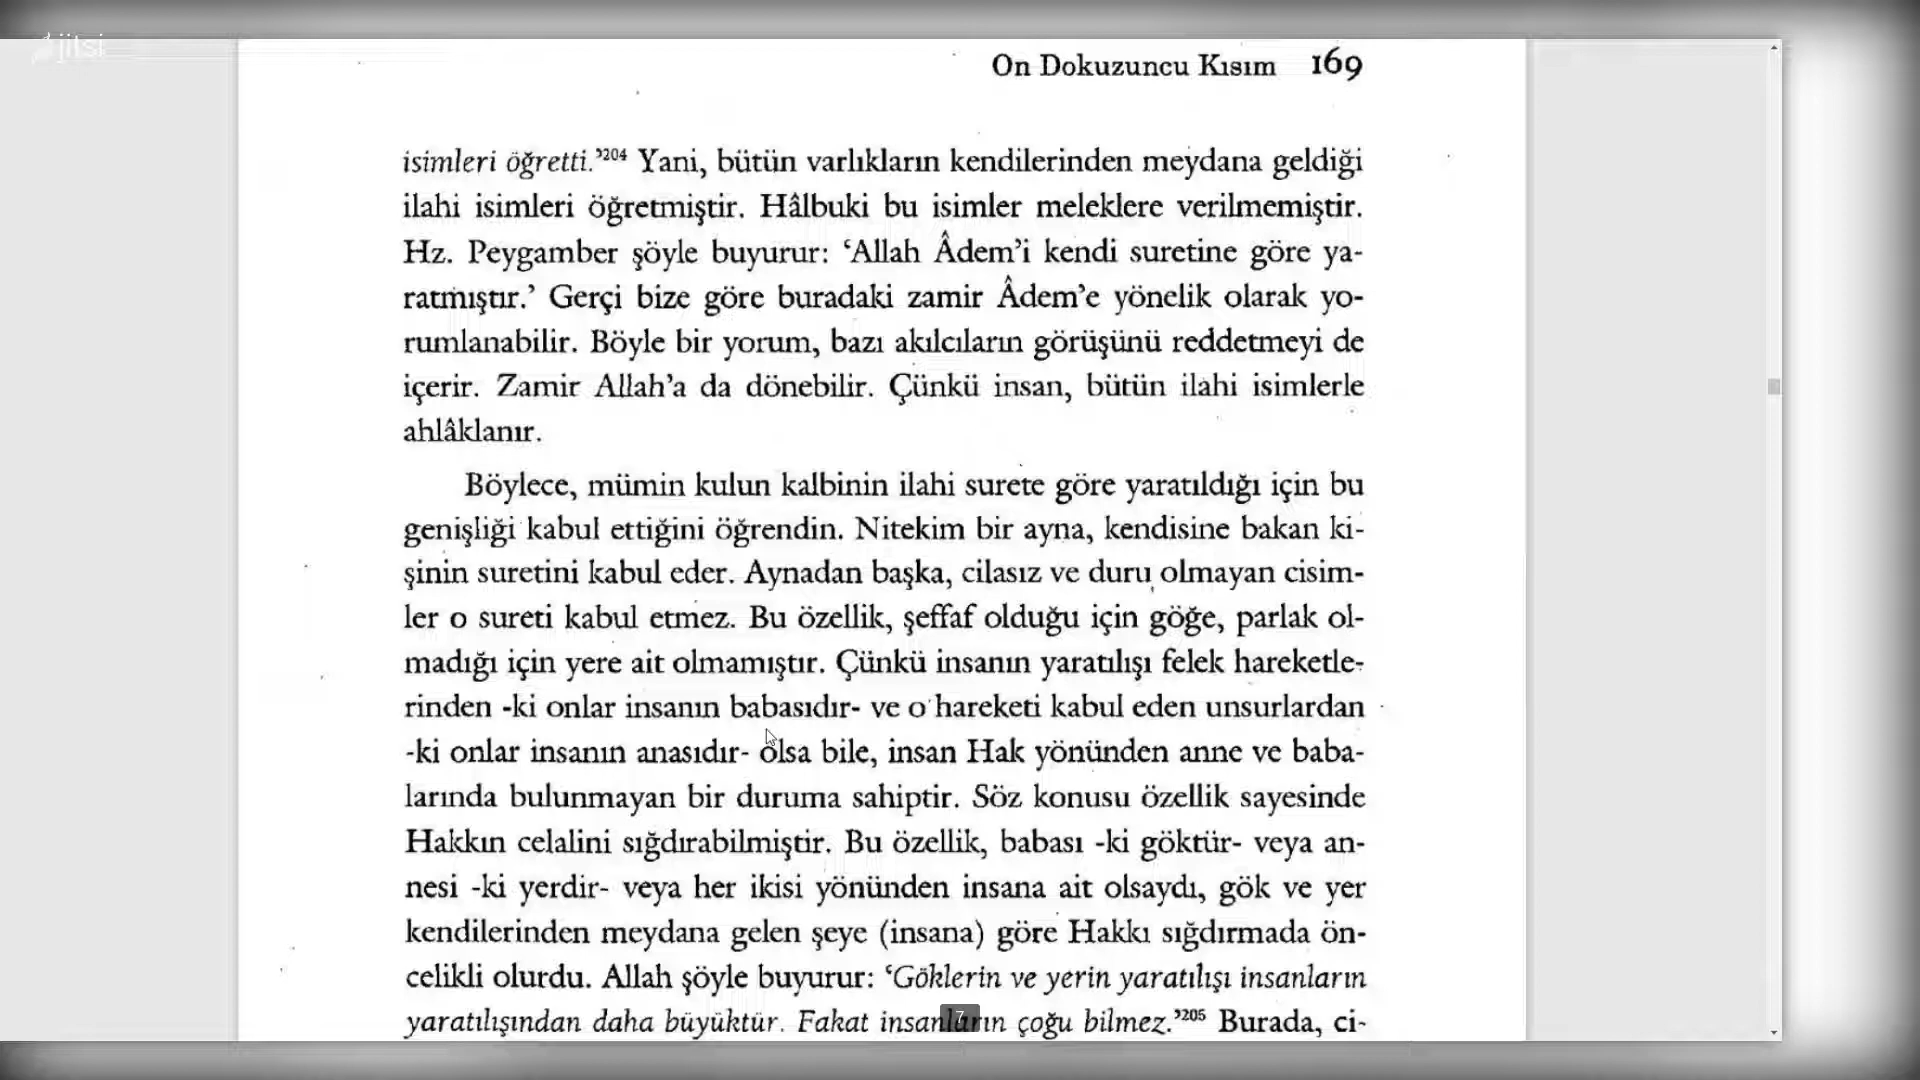 jitsi
On Dokuzuncu Kısım 169
isimleri öğretti.’204 Yani, bütün varlıkların kendilerinden meydana geldiği
ilahi isimleri öğretmiştir. Hâlbuki bu isimler meleklere verilmemiştir.
Hz. Peygamber şöyle buyurur: ‘Allah Âdem’i kendi suretine göre ya-
ratmıştır.’ Gerçi bize göre buradaki zamir Âdem’e yönelik olarak yo-
rumlanabilir. Böyle bir yorum, bazı akılcıların görüşünü reddetmeyi de
içerir. Zamir Allah’a da dönebilir. Çünkü insan, bütün ilahi isimlerle
ahlâklanır.
Böylece, mümin kulun kalbinin ilahi surete göre yaratıldığı için bu
genişliği kabul ettiğini öğrendin. Nitekim bir ayna, kendisine bakan ki-
şinin suretini kabul eder. Aynadan başka, cilasız ve duru olmayan cisim-
ler o sureti kabul etmez. Bu özellik, şeffaf olduğu için göğe, parlak ol-
madığı için yere ait olmamıştır. Çünkü insanın yaratılışı felek hareketle-
rinden -ki onlar insanın babasıdır- ve o hareketi kabul eden unsurlardan
-ki onlar insanın anasıdır- olsa bile, insan Hak yönünden anne ve baba-
larında bulunmayan bir duruma sahiptir. Söz konusu özellik sayesinde
Hakkın celalini sığdırabilmiştir. Bu özellik, babası -ki göktür- veya an-
nesi -ki yerdir- veya her ikisi yönünden insana ait olsaydı, gök ve yer
kendilerinden meydana gelen şeye (insana) göre Hakkı sığdırmada ön-
celikli olurdu. Allah şöyle buyurur: ‘Göklerin ve yerin yaratılışı insanların
yaratılışından daha büyüktür. Fakat insanların çoğu bilmez.’205 Burada, ci-
7